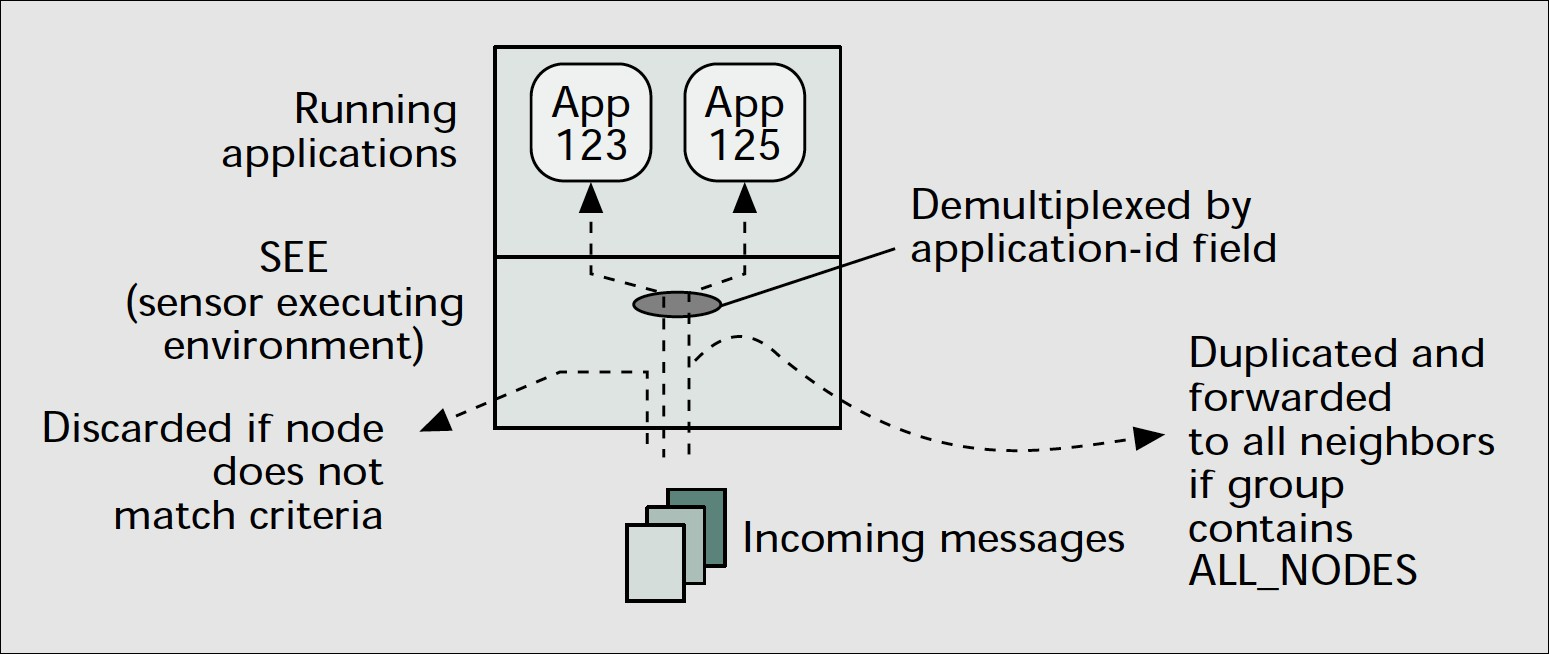 Running
applications
App
123
App
125
SEE
(sensor executing
environment)
Demultiplexed by
application-id field
Discarded if node
does not
match criteria
Duplicated and
forwarded
to all neighbors
if group
contains
ALL_NODES
Incoming messages